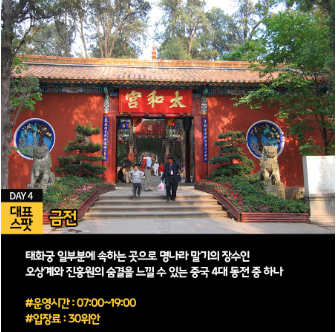 太和宮
DAY 4
대표
스팟
금전
태화궁 일부분에 속하는 곳으로 명나라 말기의 장수인
오상계와 진홍원의 숨결을 느낄 수 있는 중국 4대 동전 중 하나
#운영시간 : 07:00~19:00
#입장료 : 30위안